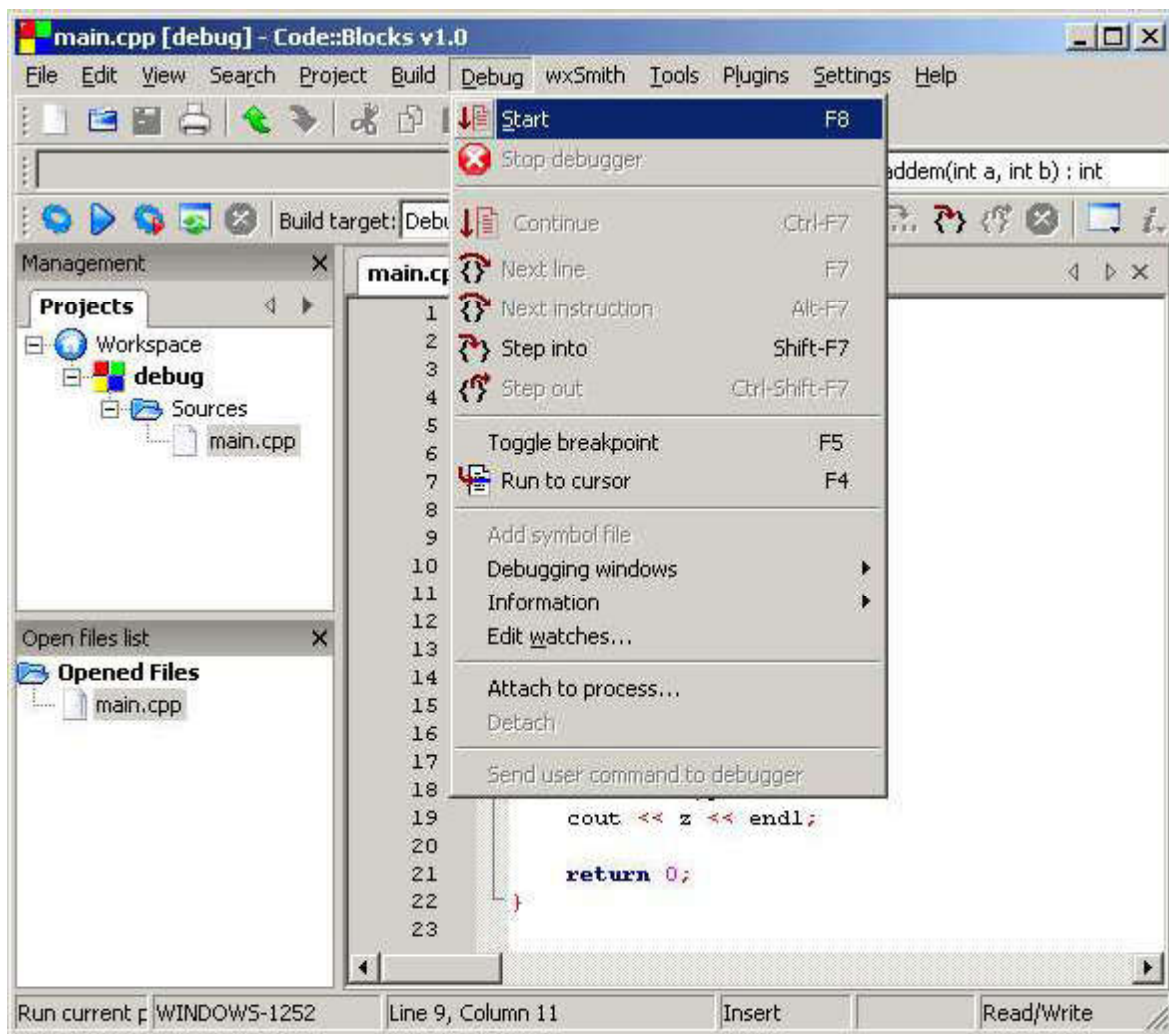 main.cpp [debug] - Code::Blocks v1.0
File Edit View Search Project Build Debug wxSmith Tools Plugins Settings Help
Start F8
Stop debugger
addem(int a, int b) : int
Build target: Debu
Continue Ctrl-F7
Management
main.cp
Next line F7
Projects
Next instruction Alt-F7
Workspace
Step into Shift-F7
debug
Step out Ctrl-Shift-F7
Sources
main.cpp
Toggle breakpoint F5
Run to cursor F4
Add symbol file
Debugging windows
Information
Edit watches...
Open files list
Opened Files
main.cpp
Attach to process...
Detach
Send user command to debugger
1
2
3
4
5
6
7
8
9
10
11
12
13
14
15
16
17
18
19 cout << z << endl;
20
21 return 0;
22 }
23
Run current p WINDOWS-1252 Line 9, Column 11 Insert Read/Write